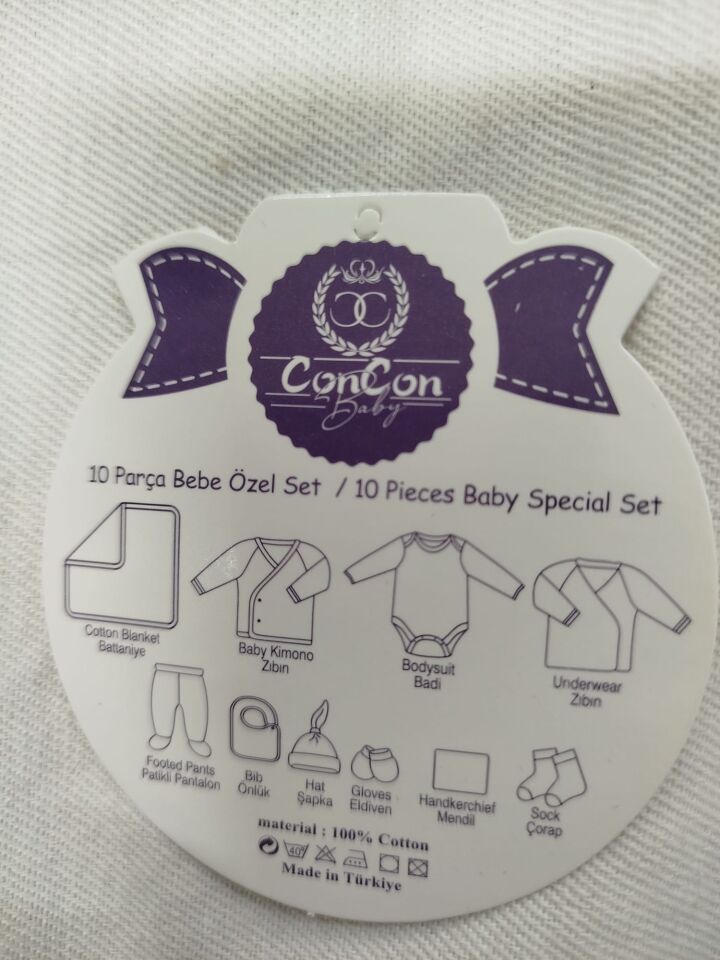 ConCon
Baby
10 Parça Bebe Özel Set / 10 Pieces Baby Special Set
Cotton Blanket
Battaniye
Baby Kimono
Zıbın
Bodysuit
Badi
Underwear
Zıbın
Footed Pants
Patikli Pantalon
Bib
Önlük
Hat
Şapka
Gloves
Eldiven
Handkerchief
Mendil
Sock
Çorap
material : 100% Cotton
40°
Made in Türkiye